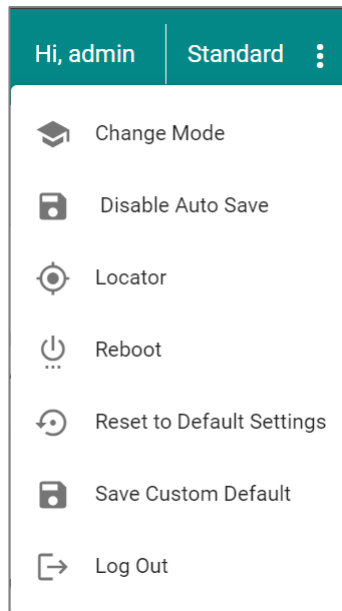 Hi, admin
Standard
Change Mode
Disable Auto Save
Locator
Reboot
Reset to Default Settings
Save Custom Default
Log Out